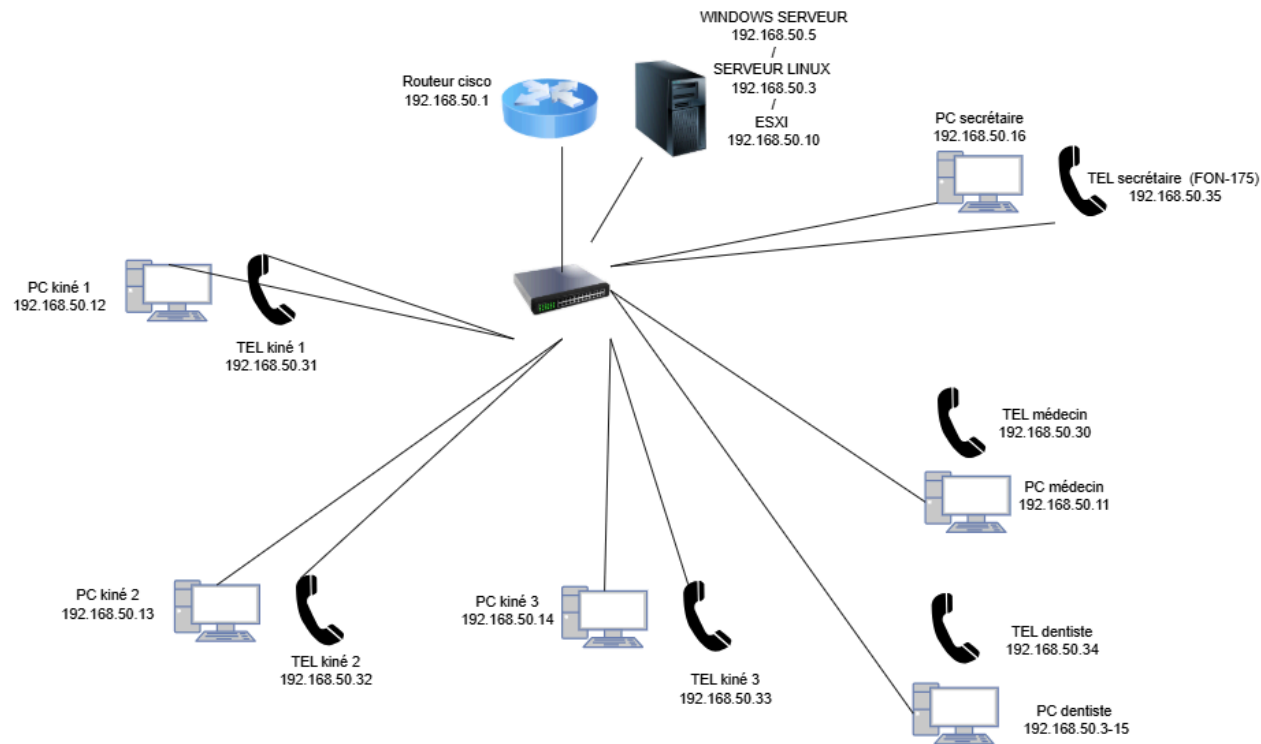 WINDOWS SERVEUR
192.168.50.5
/
SERVEUR LINUX
192.168.50.3
/
ESXI
192.168.50.10
Routeur cisco
192.168.50.1
PC secrétaire
192.168.50.16
TEL secrétaire (FON-175)
192.168.50.35
PC kiné 1
192.168.50.12
TEL kiné 1
192.168.50.31
TEL médecin
192.168.50.30
PC médecin
192.168.50.11
PC kiné 2
192.168.50.13
TEL kiné 2
192.168.50.32
PC kiné 3
192.168.50.14
TEL kiné 3
192.168.50.33
TEL dentiste
192.168.50.34
PC dentiste
192.168.50.3-15